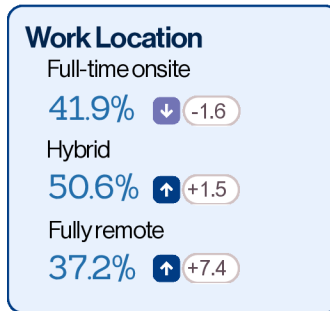 Work Location
Full-time onsite
41.9% ↓ -1.6
Hybrid
50.6% ↑ +1.5
Fully remote
37.2% ↑ +7.4